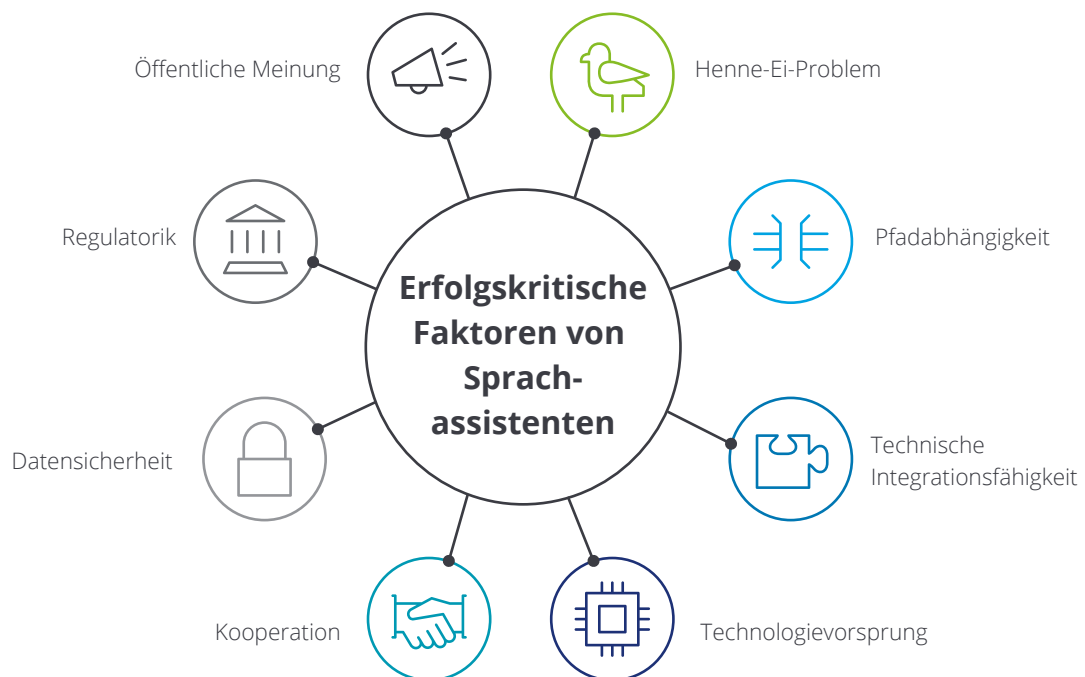 Öffentliche Meinung
Henne-Ei-Problem
Regulatorik
Pfadabhängigkeit
Erfolgskritische
Faktoren von
Sprach-
assistenten
Datensicherheit
Technische
Integrationsfähigkeit
Kooperation
Technologievorsprung